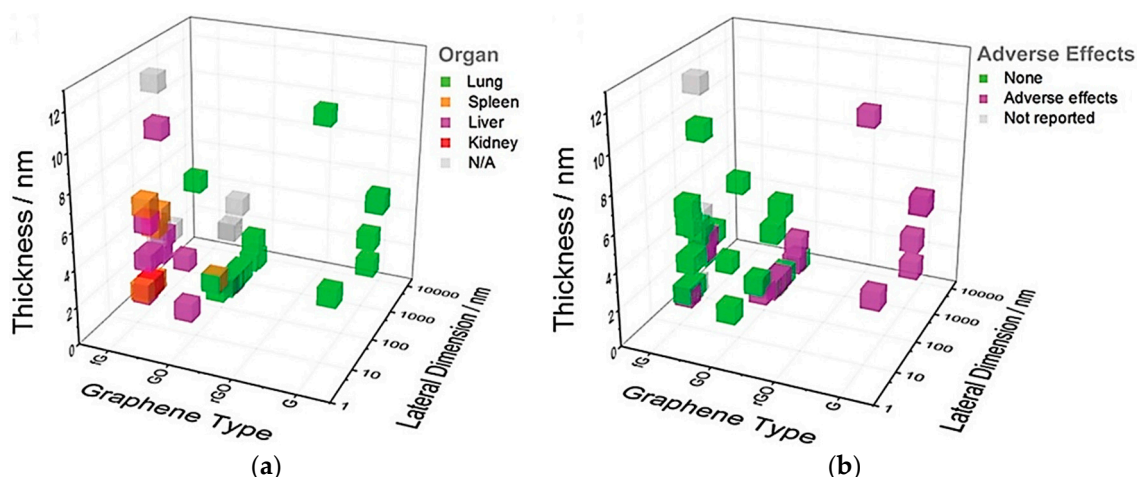 Organ
Lung
Spleen
Liver
Kidney
N/A
Thickness / nm
12
10
8
6
4
2
0
fG
GO
rGO
G
Graphene Type
1
10
100
1000
10000
Lateral Dimension / nm
(a)
Adverse Effects
None
Adverse effects
Not reported
Thickness / nm
12
10
8
6
4
2
0
fG
GO
rGO
G
Graphene Type
1
10
100
1000
10000
Lateral Dimension / nm
(b)